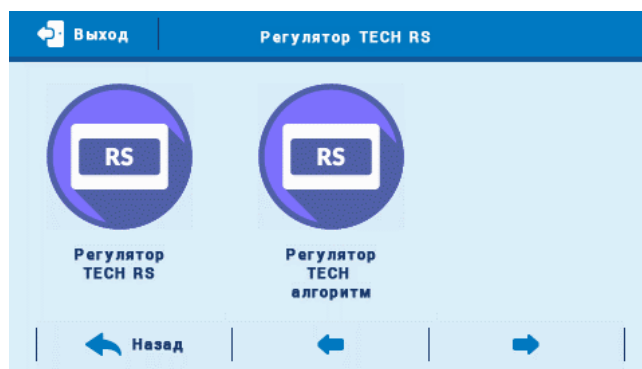 Выход
Регулятор TECH RS
RS
RS
Регулятор
TECH RS
Регулятор
TECH
алгоритм
Назад